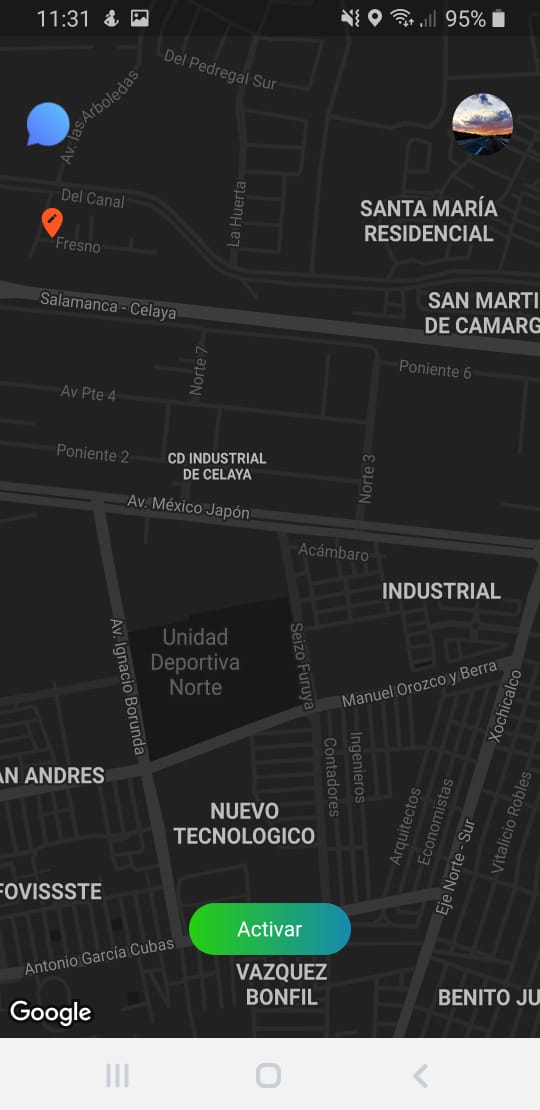 11:31
95%
Del Pedregal Sur
Av. las Arboledas
Del Canal
La Huerta
SANTA MARÍA
RESIDENCIAL
Fresno
Salamanca - Celaya
SAN MARTI
DE CAMARG
Norte 7
Poniente 6
Av Pte 4
Poniente 2
CD INDUSTRIAL
DE CELAYA
Norte 3
Av. México Japón
Acámbaro
INDUSTRIAL
Av. Ignacio Borunda
Unidad
Deportiva
Norte
Seizo Furuya
Manuel Orozco y Berra
Xochicalco
Contadores
Ingenieros
AN ANDRES
Arquitectos
Economistas
Vitalicio Robles
NUEVO
TECNOLOGICO
Eje Norte - Sur
FOVISSSTE
Activar
Antonio García Cubas
VAZQUEZ
BONFIL
BENITO JU
Google